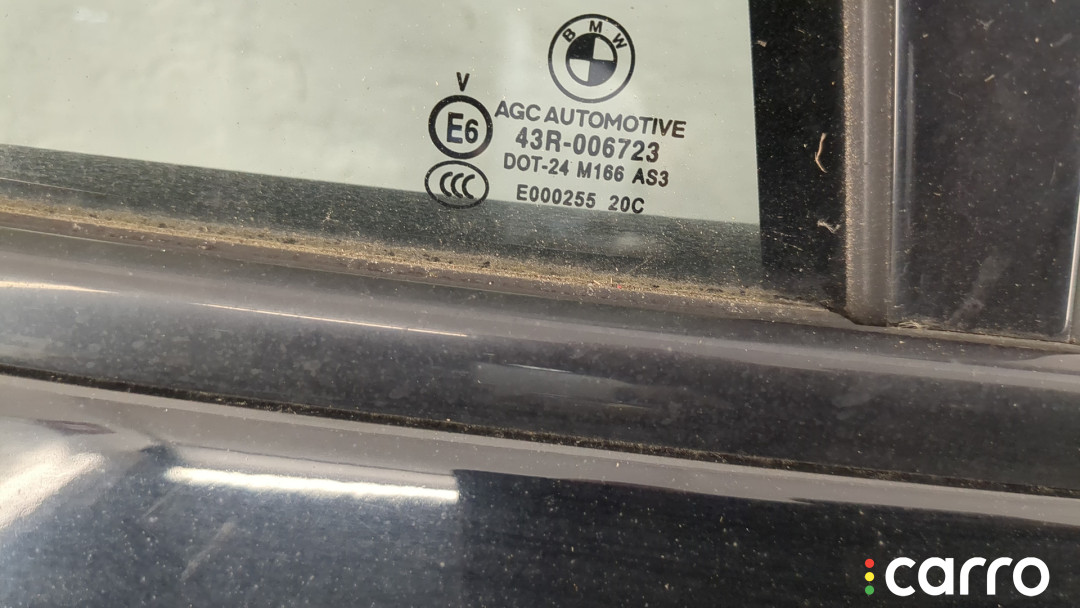 BMW
V
E6
AGC AUTOMOTIVE
43R-006723
DOT-24 M166 AS3
CCC
E000255 20C
carro